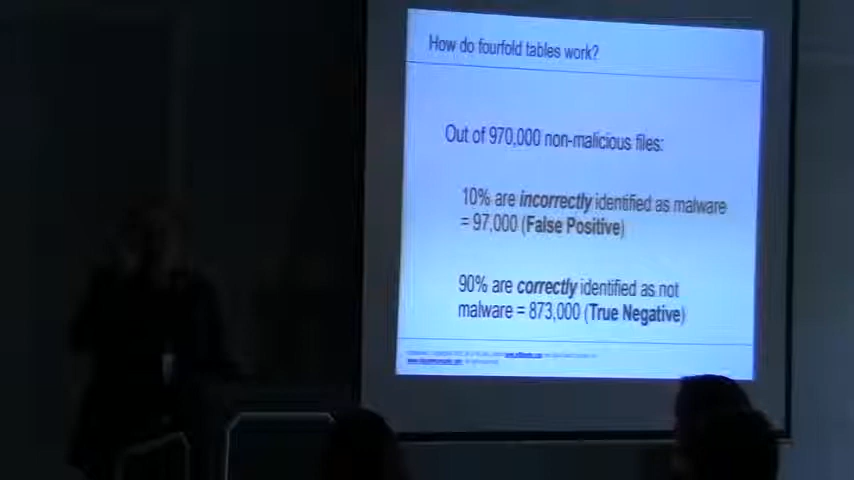 How do fourfold tables work?
Out of 970,000 non-malicious files:
10% are incorrectly identified as malware
= 97,000 (False Positive)
90% are correctly identified as not
malware = 873,000 (True Negative)